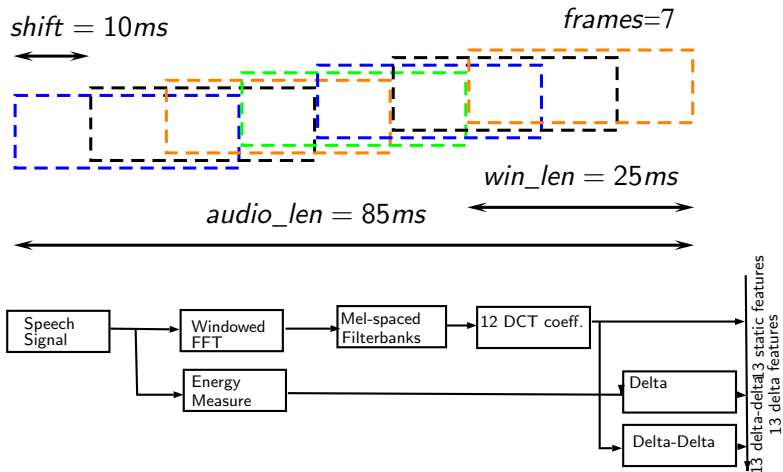 shift = 10ms
frames=7
win_len = 25ms
audio_len = 85ms
Speech
Signal
Windowed
FFT
Mel-spaced
Filterbanks
12 DCT coeff.
Energy
Measure
Delta
Delta-Delta
13 static features
13 delta features
13 delta-delta